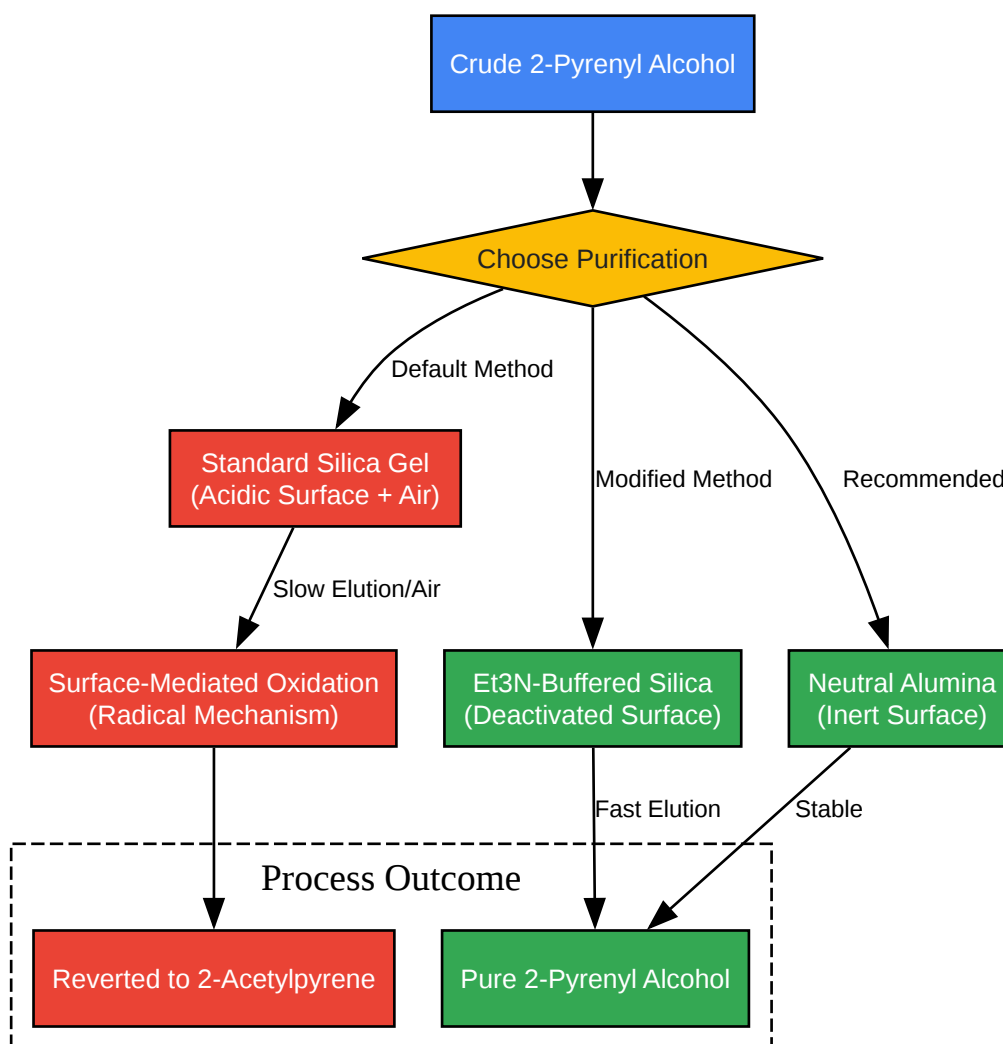 Crude 2-Pyrenyl Alcohol
Choose Purification
Default Method
Standard Silica Gel
(Acidic Surface + Air)
Modified Method
Recommended
Slow Elution/Air
Surface-Mediated Oxidation
(Radical Mechanism)
Et3N-Buffered Silica
(Deactivated Surface)
Neutral Alumina
(Inert Surface)
Fast Elution
Stable
Process Outcome
Reverted to 2-Acetylpyrene
Pure 2-Pyrenyl Alcohol